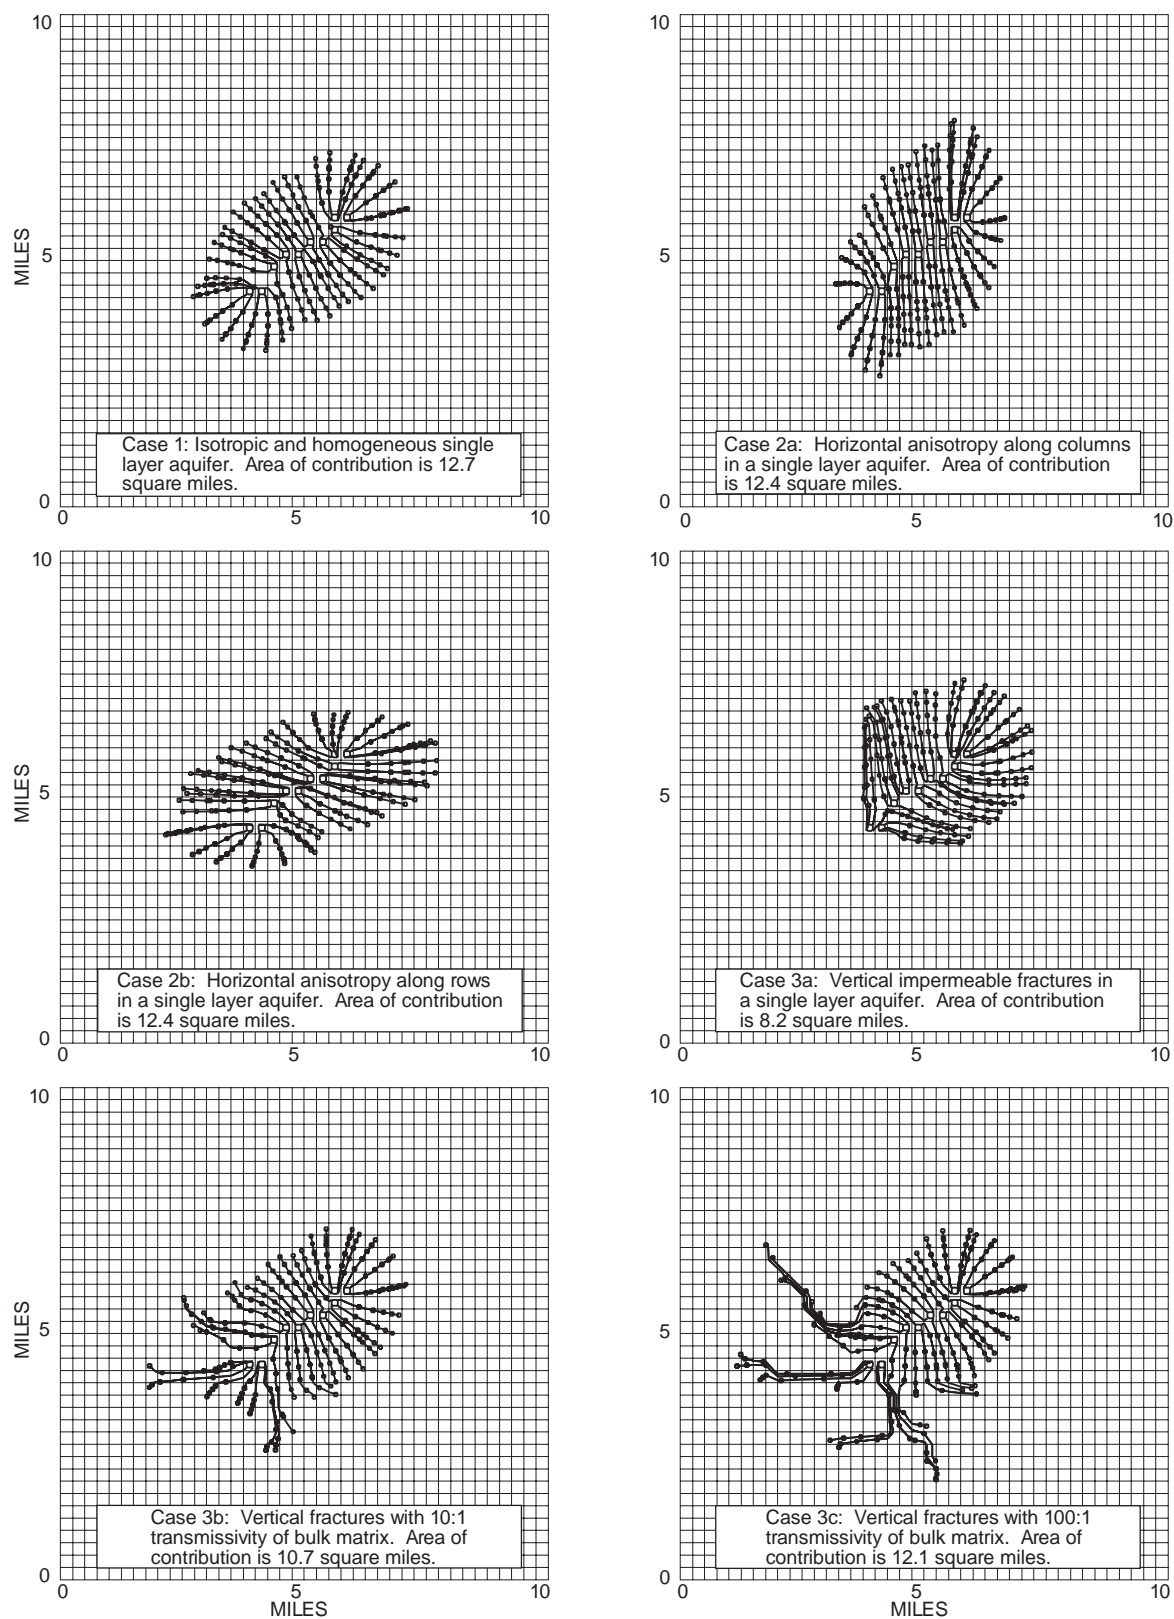 10
10
MILES
5
5
Case 1: Isotropic and homogeneous single
layer aquifer. Area of contribution is 12.7
square miles.
Case 2a: Horizontal anisotropy along columns
in a single layer aquifer. Area of contribution
is 12.4 square miles.
0
0
0
5
10
0
5
10
10
10
MILES
5
5
Case 2b: Horizontal anisotropy along rows
in a single layer aquifer. Area of contribution
is 12.4 square miles.
Case 3a: Vertical impermeable fractures in
a single layer aquifer. Area of contribution
is 8.2 square miles.
0
0
0
5
10
0
5
10
10
10
MILES
5
5
Case 3b: Vertical fractures with 10:1
transmissivity of bulk matrix. Area of
contribution is 10.7 square miles.
Case 3c: Vertical fractures with 100:1
transmissivity of bulk matrix. Area of
contribution is 12.1 square miles.
0
0
0
5
10
0
5
10
MILES
MILES